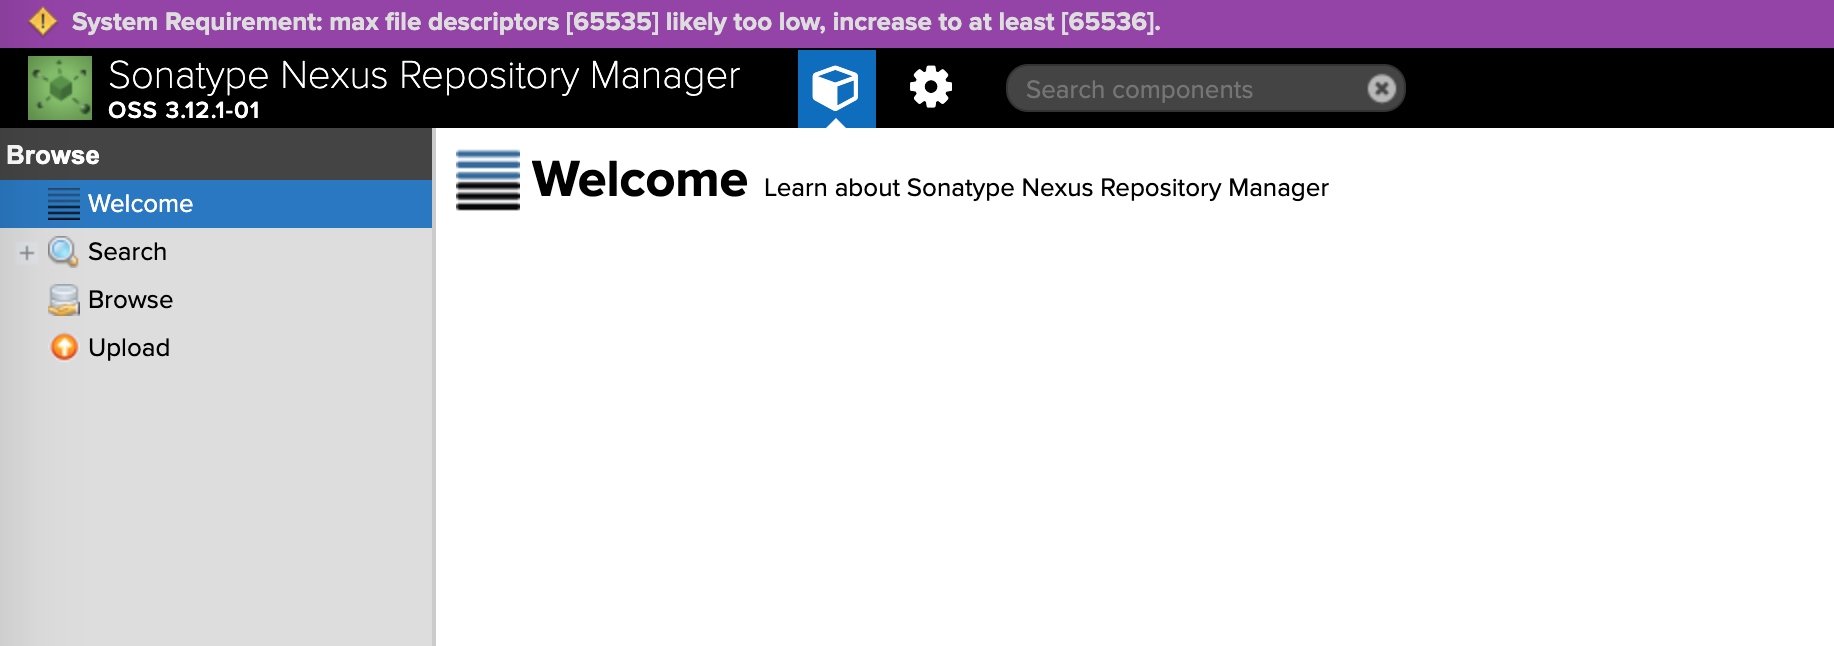 System Requirement: max file descriptors [65535] likely too low, increase to at least [65536].
Sonatype Nexus Repository Manager
OSS 3.12.1-01
Search components
Browse
Welcome
Search
Browse
Upload
Welcome Learn about Sonatype Nexus Repository Manager